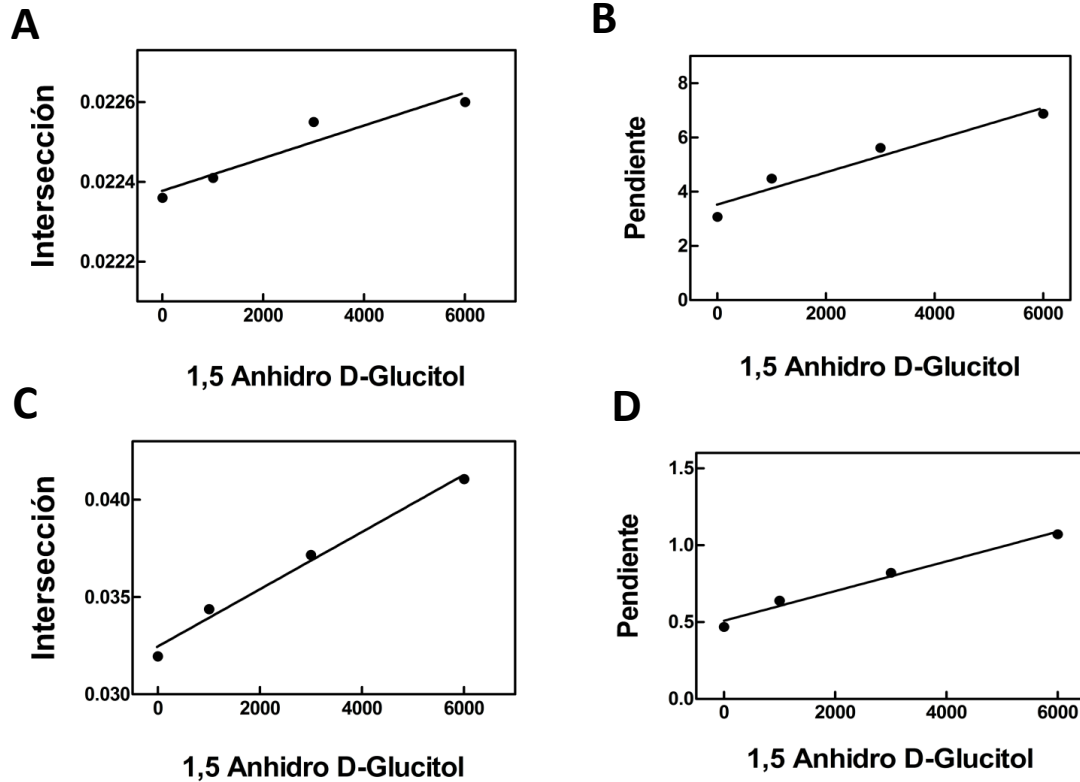 A
Intersección
0.0226
0.0224
0.0222
0 2000 4000 6000
1,5 Anhidro D-Glucitol
B
Pendiente
8
6
4
2
0
0 2000 4000 6000
1,5 Anhidro D-Glucitol
C
Intersección
0.040
0.035
0.030
0 2000 4000 6000
1,5 Anhidro D-Glucitol
D
Pendiente
1.5
1.0
0.5
0.0
0 2000 4000 6000
1,5 Anhidro D-Glucitol